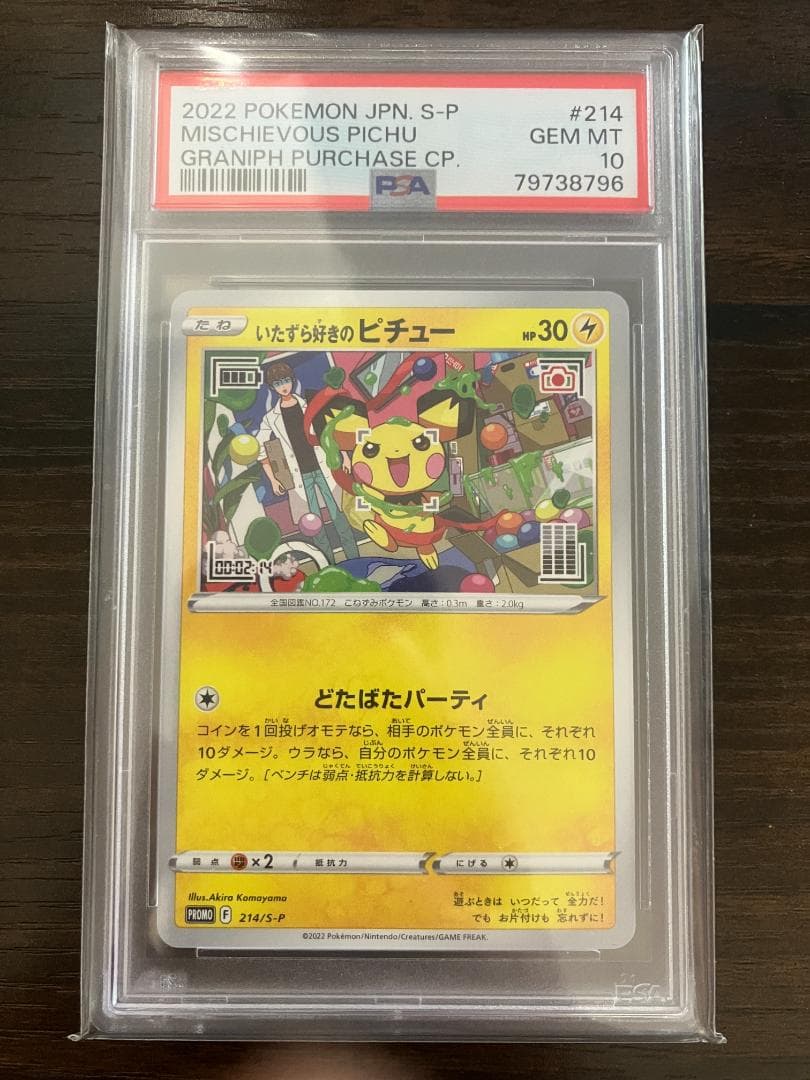 2022 POKEMON JPN. S-P #214
MISCHIEVOUS PICHU GEM MT
GRANIPH PURCHASE CP. 10
PSA 79738796
たね いたずら好きのピチュー HP30
00:02:14
全国図鑑NO.172 こねずみポケモン 高さ:0.3m 重さ:2.0kg
どたばたパーティ
コインを1回投げオモテなら、相手のポケモン全員に、それぞれ
10ダメージ。ウラなら、自分のポケモン全員に、それぞれ10
ダメージ。[ベンチは弱点・抵抗力を計算しない。]
弱点 ×2 抵抗力 にげる
Illus.Akira Komayama
PROMO F 214/S-P
遊ぶときは いつだって 全力だ!
でも お片付けも 忘れずに!
©2022 Pokémon/Nintendo/Creatures/GAME FREAK.